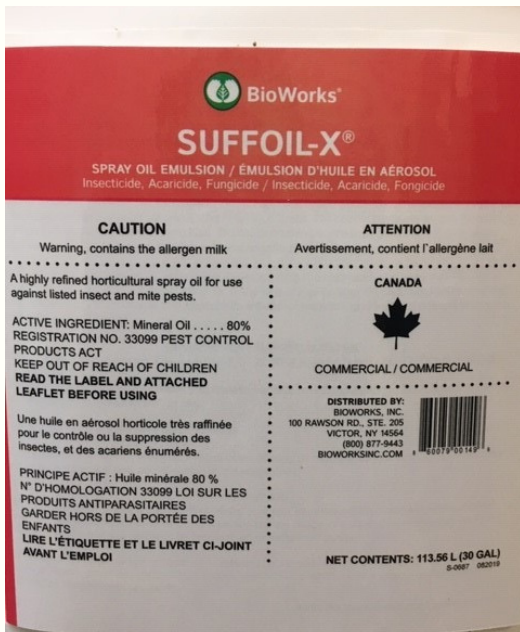 BioWorks®
SUFFOIL-X®
SPRAY OIL EMULSION / ÉMULSION D'HUILE EN AÉROSOL
Insecticide, Acaricide, Fungicide / Insecticide, Acaricide, Fongicide
CAUTION
Warning, contains the allergen milk
ATTENTION
Avertissement, contient l`allergène lait
A highly refined horticultural spray oil for use
against listed insect and mite pests.
ACTIVE INGREDIENT: Mineral Oil . . . . . 80%
REGISTRATION NO. 33099 PEST CONTROL
PRODUCTS ACT
KEEP OUT OF REACH OF CHILDREN
READ THE LABEL AND ATTACHED
LEAFLET BEFORE USING
Une huile en aérosol horticole très raffinée
pour le contrôle ou la suppression des
insectes, et des acariens énumérés.
PRINCIPE ACTIF : Huile minérale 80 %
N° D'HOMOLOGATION 33099 LOI SUR LES
PRODUITS ANTIPARASITAIRES
GARDER HORS DE LA PORTÉE DES
ENFANTS
LIRE L'ÉTIQUETTE ET LE LIVRET CI-JOINT
AVANT L'EMPLOI
CANADA
COMMERCIAL / COMMERCIAL
DISTRIBUTED BY:
BIOWORKS, INC.
100 RAWSON RD., STE. 205
VICTOR, NY 14564
(800) 877-9443
BIOWORKSINC.COM
NET CONTENTS: 113.56 L (30 GAL)
S-0687 082019